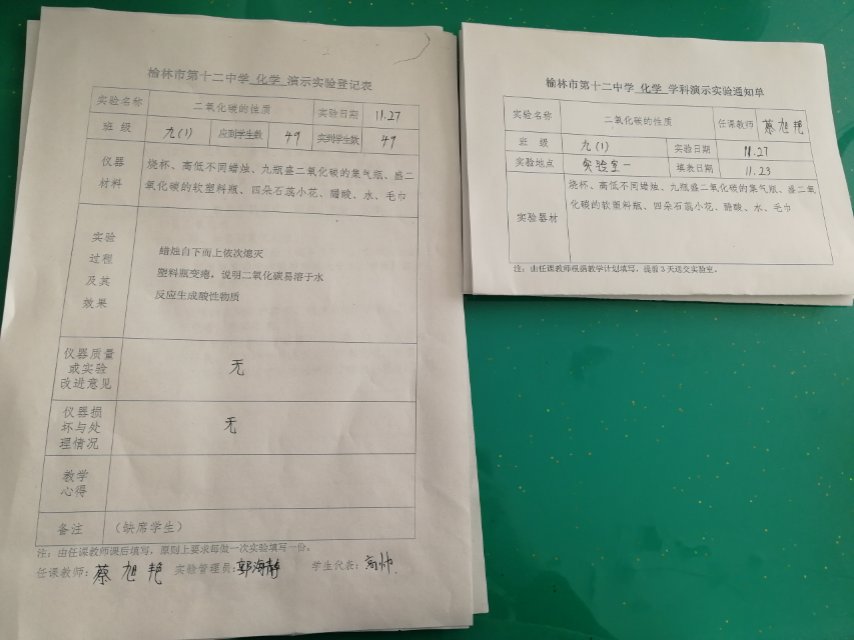 榆林市第十二中学 化学 演示实验登记表
实验名称 二氧化碳的性质 实验日期 11.27
班 级 九(1) 应到学生数 49 实到学生数 49
仪器
材料
烧杯、高低不同蜡烛、九瓶盛二氧化碳的集气瓶、盛二
氧化碳的软塑料瓶、四朵石蕊小花、醋酸、水、毛巾
实验
过程
及其
效果
蜡烛自下而上依次熄灭
塑料瓶变瘪,说明二氧化碳易溶于水
反应生成酸性物质
仪器质量
或实验
改进意见
无
仪器损
坏与处
理情况
无
教学
心得
备注 (缺席学生)
注:由任课教师课后填写,原则上要求每做一次实验填写一份。
任课教师:蔡旭艳 实验管理员:郭海静 学生代表:高帅
榆林市第十二中学 化学 学科演示实验通知单
实验名称 二氧化碳的性质 任课教师 蔡旭艳
班 级 九(1) 实验日期 11.27
实验地点 实验室一 填表日期 11.23
实验器材
烧杯、高低不同蜡烛、九瓶盛二氧化碳的集气瓶、盛二氧
化碳的软塑料瓶、四朵石蕊小花、醋酸、水、毛巾
注:由任课教师根据教学计划填写,提前3天送交实验室。